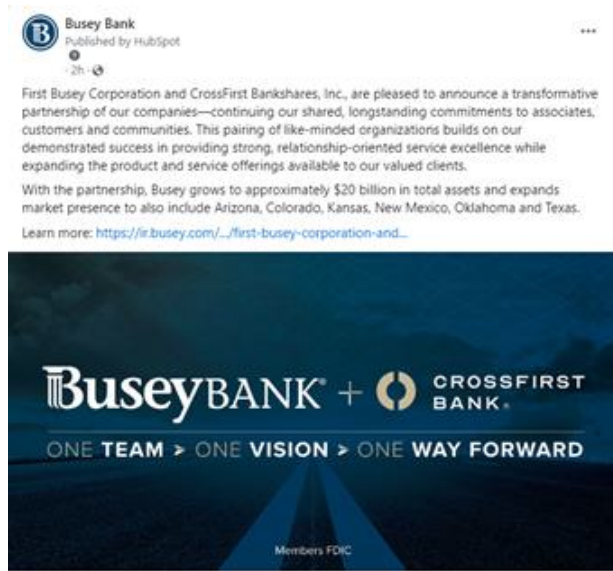 Busey Bank
Published by HubSpot
· 2h ·
First Busey Corporation and CrossFirst Bankshares, Inc., are pleased to announce a transformative
partnership of our companies—continuing our shared, longstanding commitments to associates,
customers and communities. This pairing of like-minded organizations builds on our
demonstrated success in providing strong, relationship-oriented service excellence while
expanding the product and service offerings available to our valued clients.
With the partnership, Busey grows to approximately $20 billion in total assets and expands
market presence to also include Arizona, Colorado, Kansas, New Mexico, Oklahoma and Texas.
Learn more: https://ir.busey.com/.../first-busey-corporation-and...
BUSEY BANK® + CROSSFIRST
BANK®
ONE TEAM > ONE VISION > ONE WAY FORWARD
Members FDIC